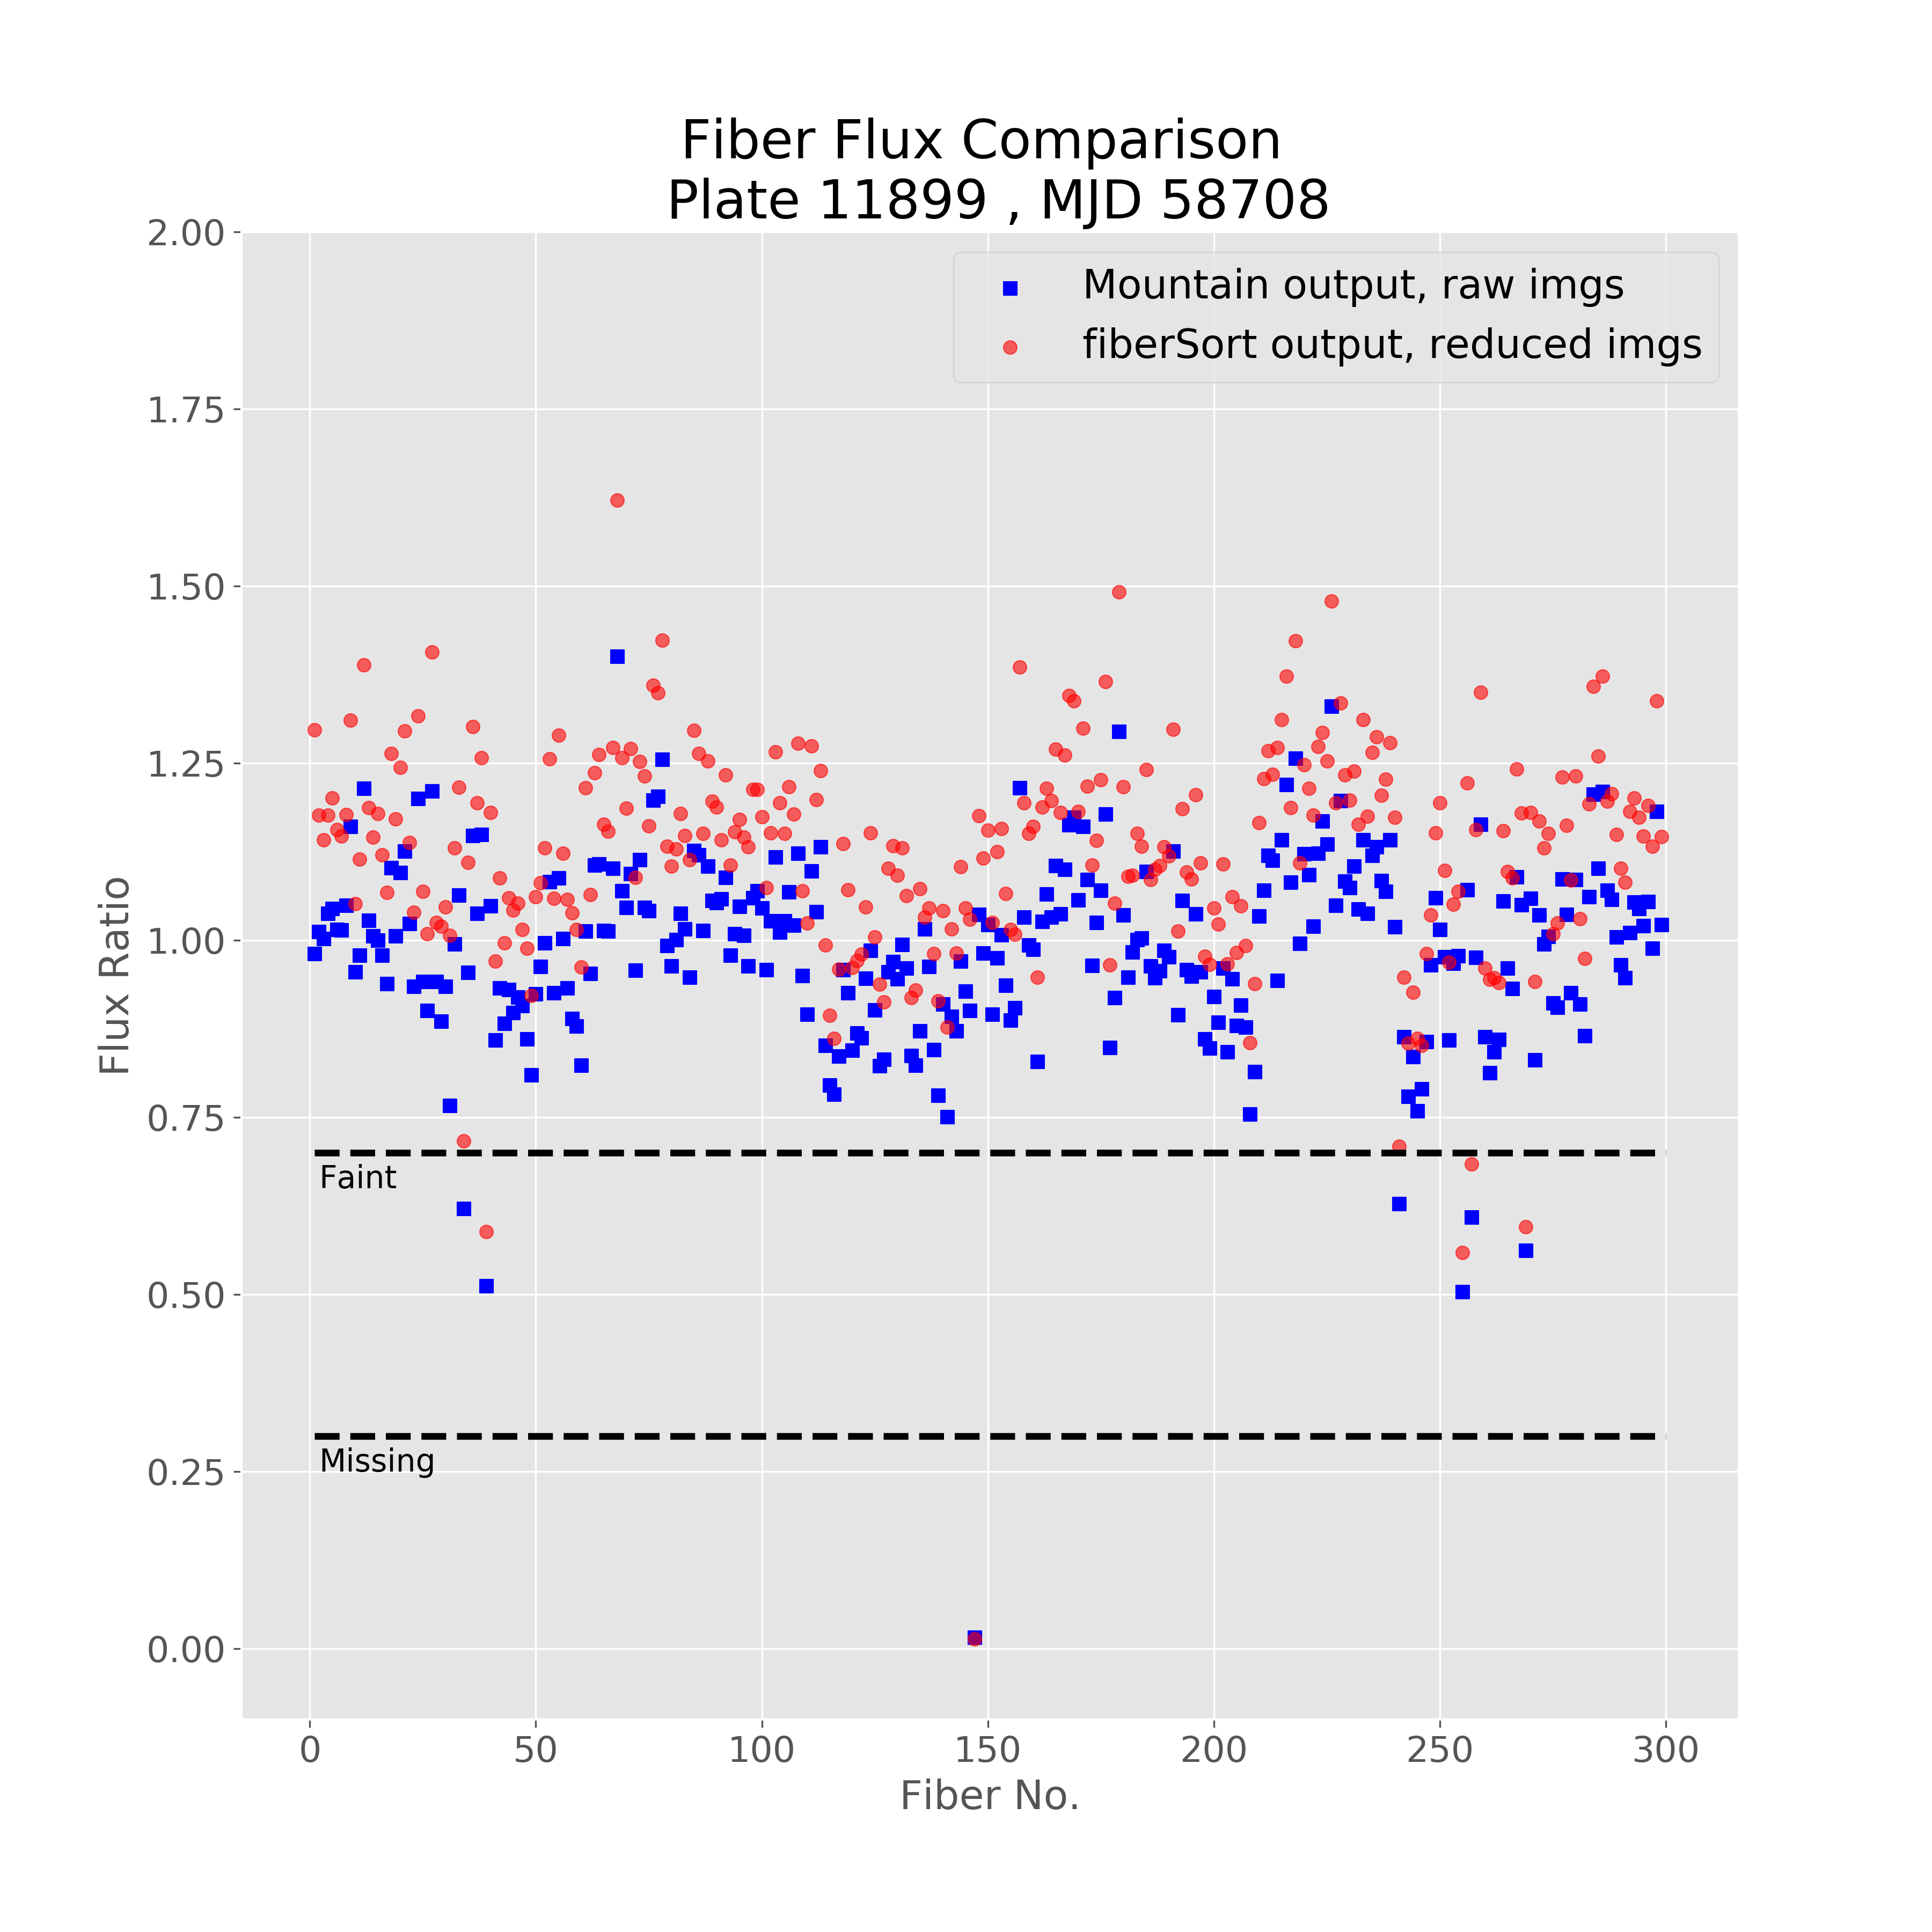 Fiber Flux Comparison
Plate 11899 , MJD 58708
2.00
1.75
1.50
1.25
1.00
0.75
0.50
0.25
0.00
Flux Ratio
Mountain output, raw imgs
fiberSort output, reduced imgs
Faint
Missing
0 50 100 150 200 250 300
Fiber No.